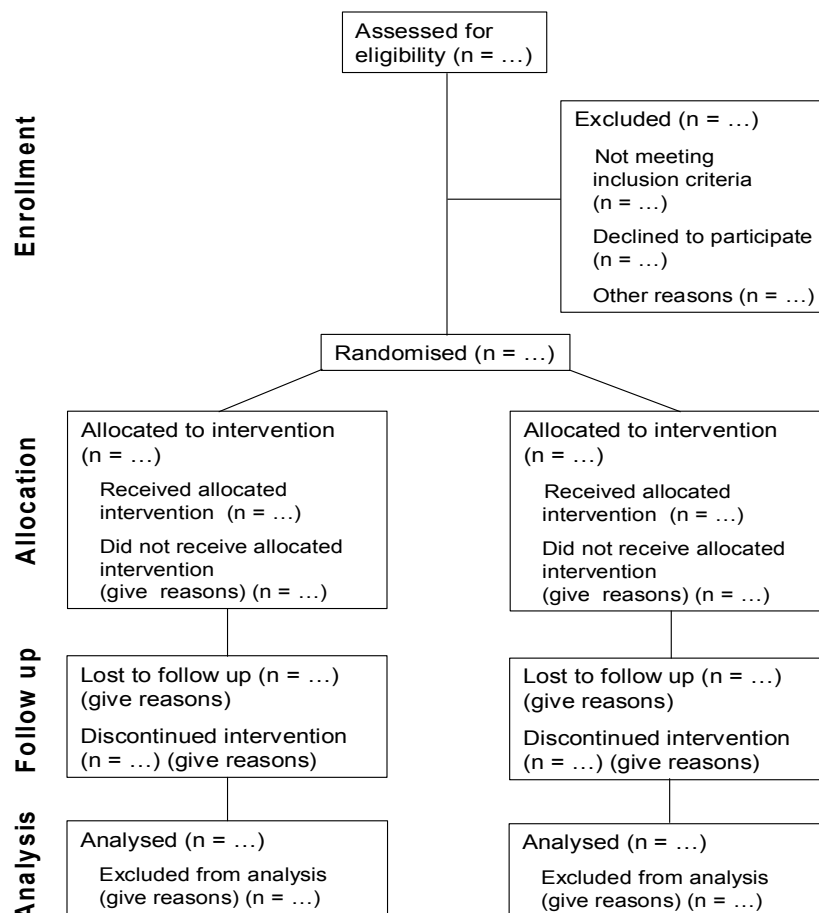 Assessed for
eligibility (n = …)
Enrollment
Excluded (n = …)
Not meeting
inclusion criteria
(n = …)
Declined to participate
(n = …)
Other reasons (n = …)
Randomised (n = …)
Allocation
Allocated to intervention
(n = …)
Received allocated
intervention (n = …)
Did not receive allocated
intervention
(give reasons) (n = …)
Allocated to intervention
(n = …)
Received allocated
intervention (n = …)
Did not receive allocated
intervention
(give reasons) (n = …)
Follow up
Lost to follow up (n = …)
(give reasons)
Discontinued intervention
(n = …) (give reasons)
Lost to follow up (n = …)
(give reasons)
Discontinued intervention
(n = …) (give reasons)
Analysis
Analysed (n = …)
Excluded from analysis
(give reasons) (n = …)
Analysed (n = …)
Excluded from analysis
(give reasons) (n = …)